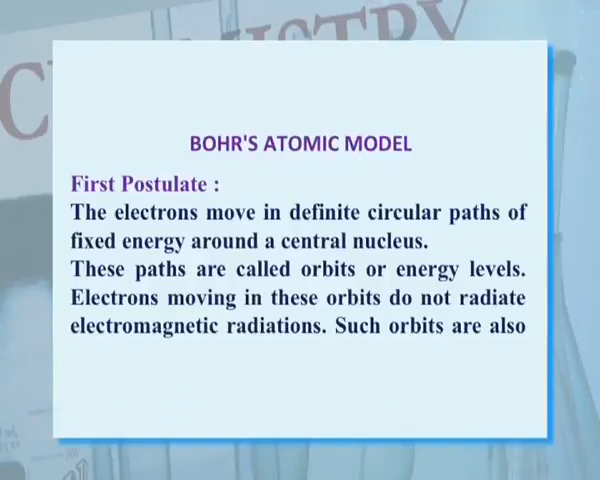 CHEMISTRY
BOHR'S ATOMIC MODEL
First Postulate :
The electrons move in definite circular paths of
fixed energy around a central nucleus.
These paths are called orbits or energy levels.
Electrons moving in these orbits do not radiate
electromagnetic radiations. Such orbits are also